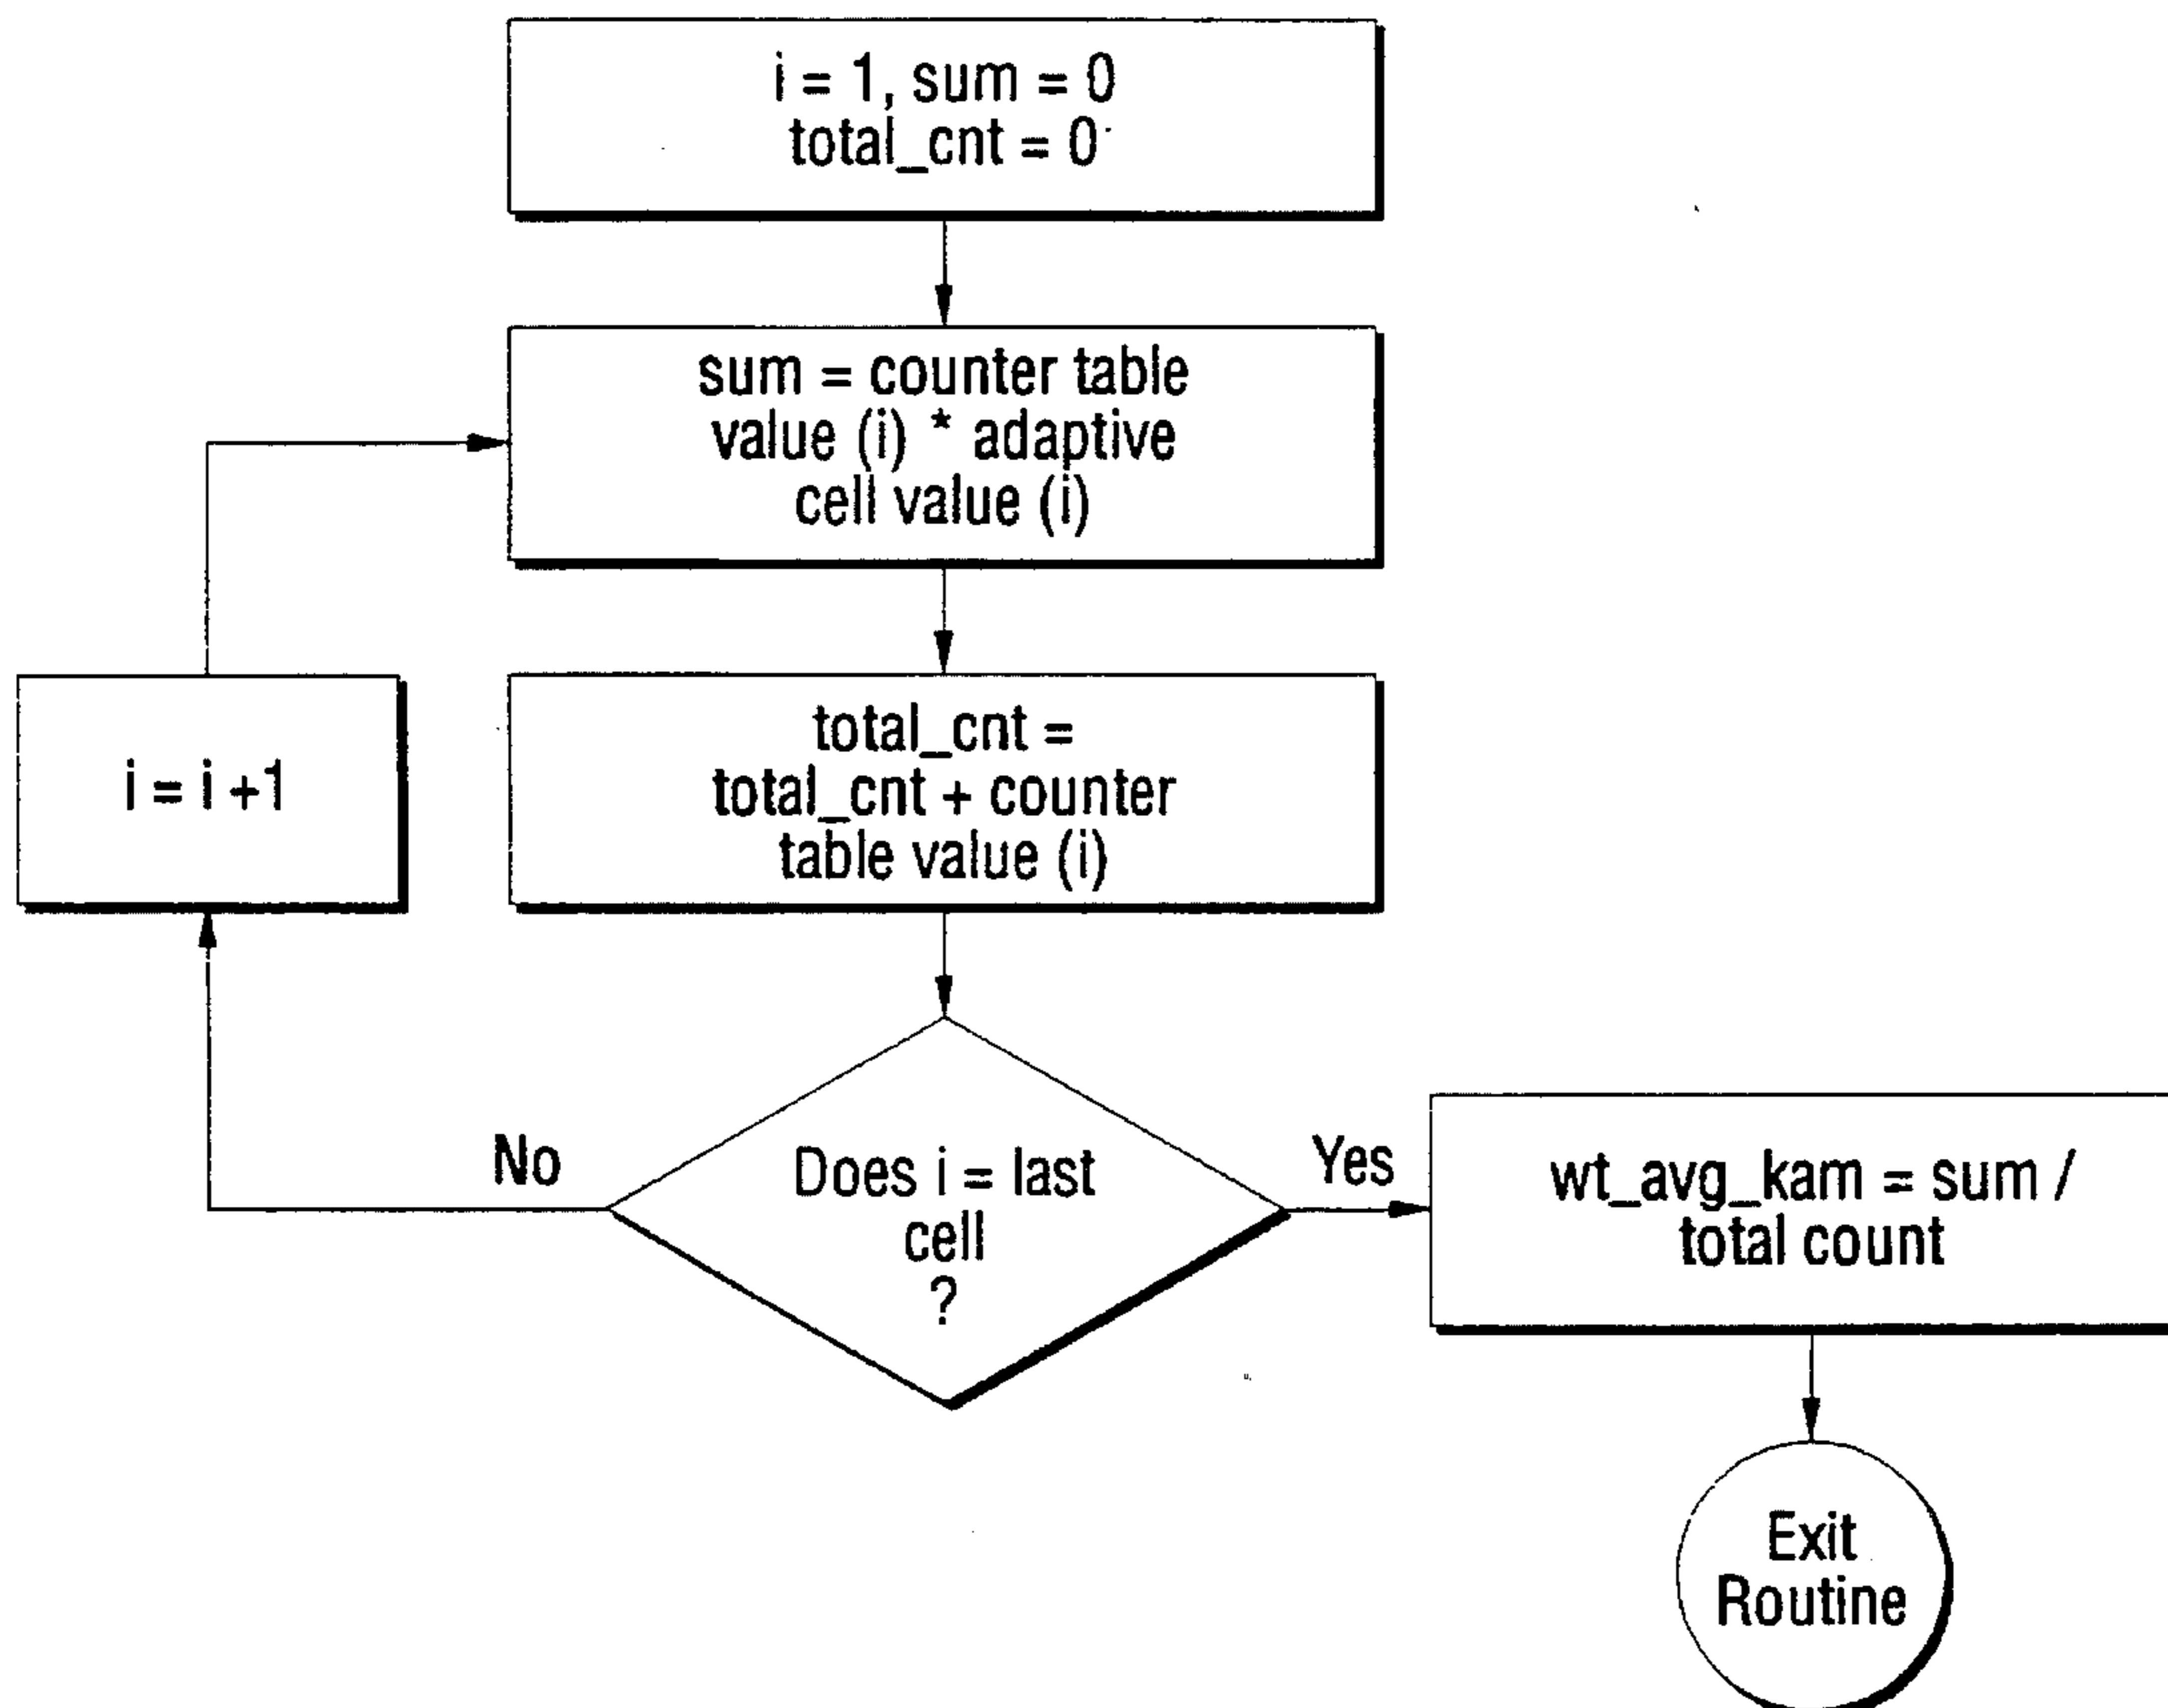 i = 1, sum = 0
total_cnt = 0
sum = counter table
value (i) * adaptive
cell value (i)
total_cnt =
total_cnt + counter
table value (i)
i = i +1
Does i = last
cell
?
No
Yes
wt_avg_kam = sum /
total count
Exit
Routine